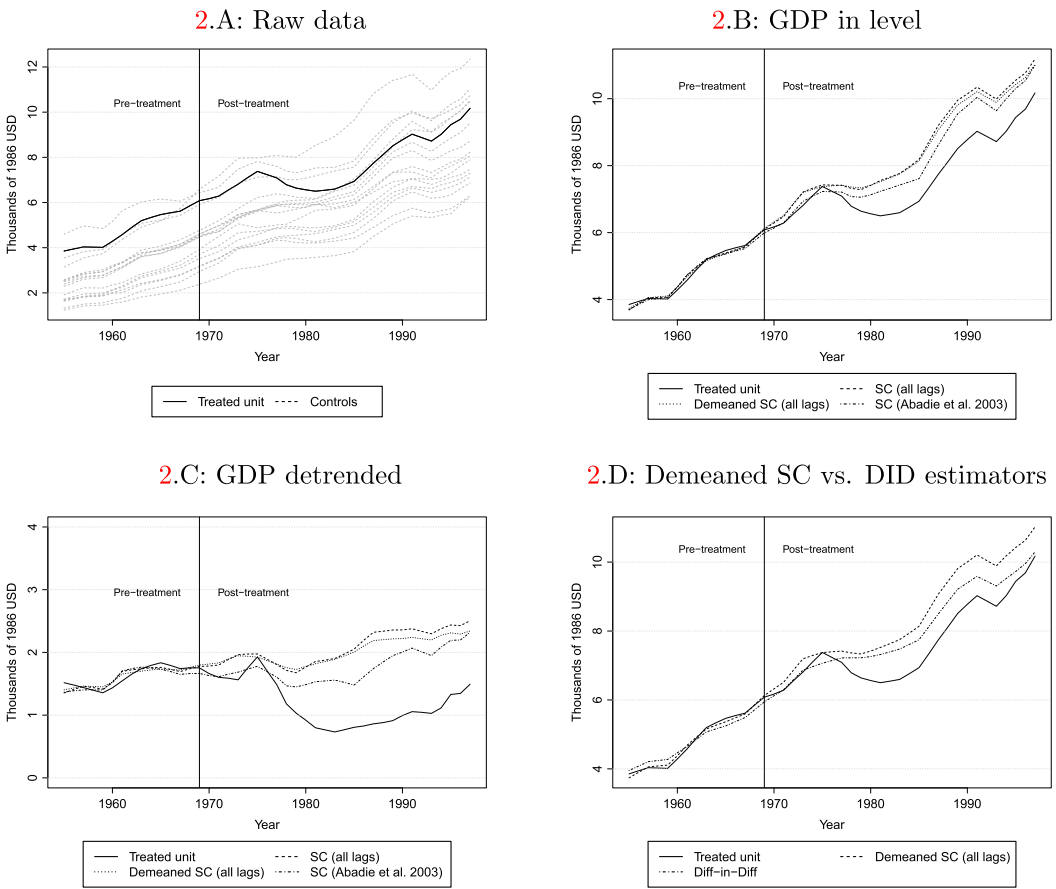 2.A: Raw data
Thousands of 1986 USD
12
10
8
6
4
2
Pre−treatment
Post−treatment
1960
1970
1980
1990
Year
Treated unit
Controls
2.B: GDP in level
Thousands of 1986 USD
10
8
6
4
Pre−treatment
Post−treatment
1960
1970
1980
1990
Year
Treated unit
SC (all lags)
Demeaned SC (all lags)
SC (Abadie et al. 2003)
2.C: GDP detrended
Thousands of 1986 USD
4
3
2
1
0
Pre−treatment
Post−treatment
1960
1970
1980
1990
Year
Treated unit
SC (all lags)
Demeaned SC (all lags)
SC (Abadie et al. 2003)
2.D: Demeaned SC vs. DID estimators
Thousands of 1986 USD
10
8
6
4
Pre−treatment
Post−treatment
1960
1970
1980
1990
Year
Treated unit
Demeaned SC (all lags)
Diff−in−Diff